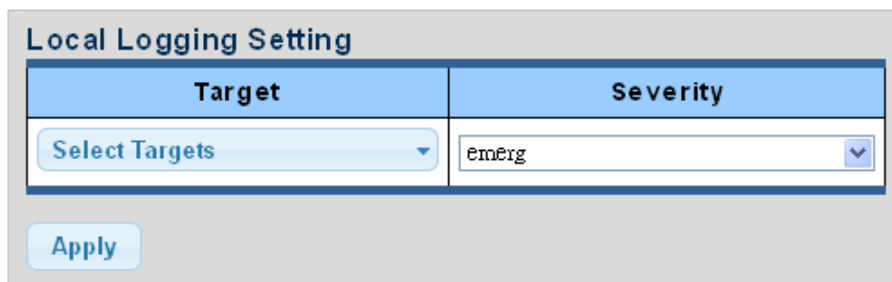 Local Logging Setting
Target Severity
Select Targets emerg
Apply